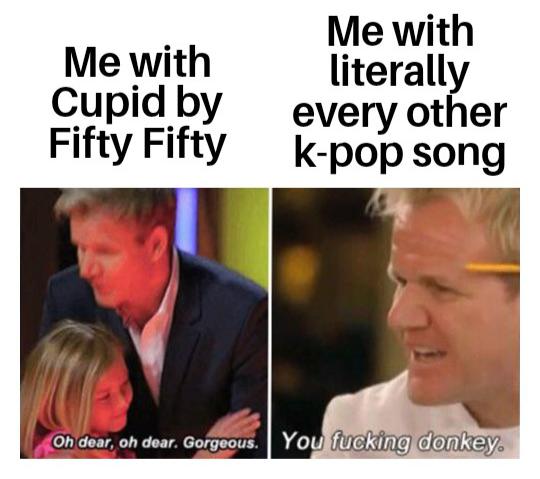 Me with
Cupid by
Fifty Fifty
Me with
literally
every other
k-pop song
Oh dear, oh dear. Gorgeous.
You fucking donkey.